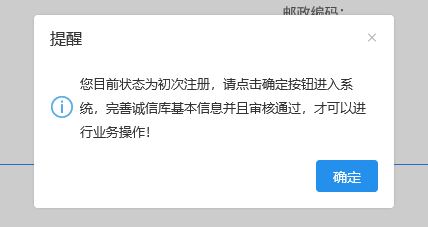 邮政编码：
提醒
您目前状态为初次注册，请点击确定按钮进入系
统，完善诚信库基本信息并且审核通过，才可以进
行业务操作！
确定